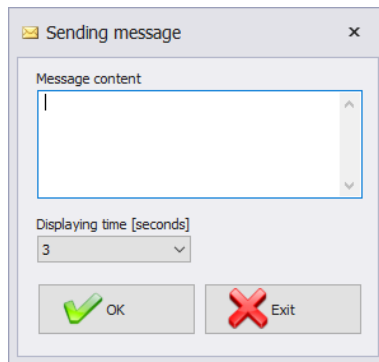 Sending message
Message content
Displaying time [seconds]
3
OK
Exit